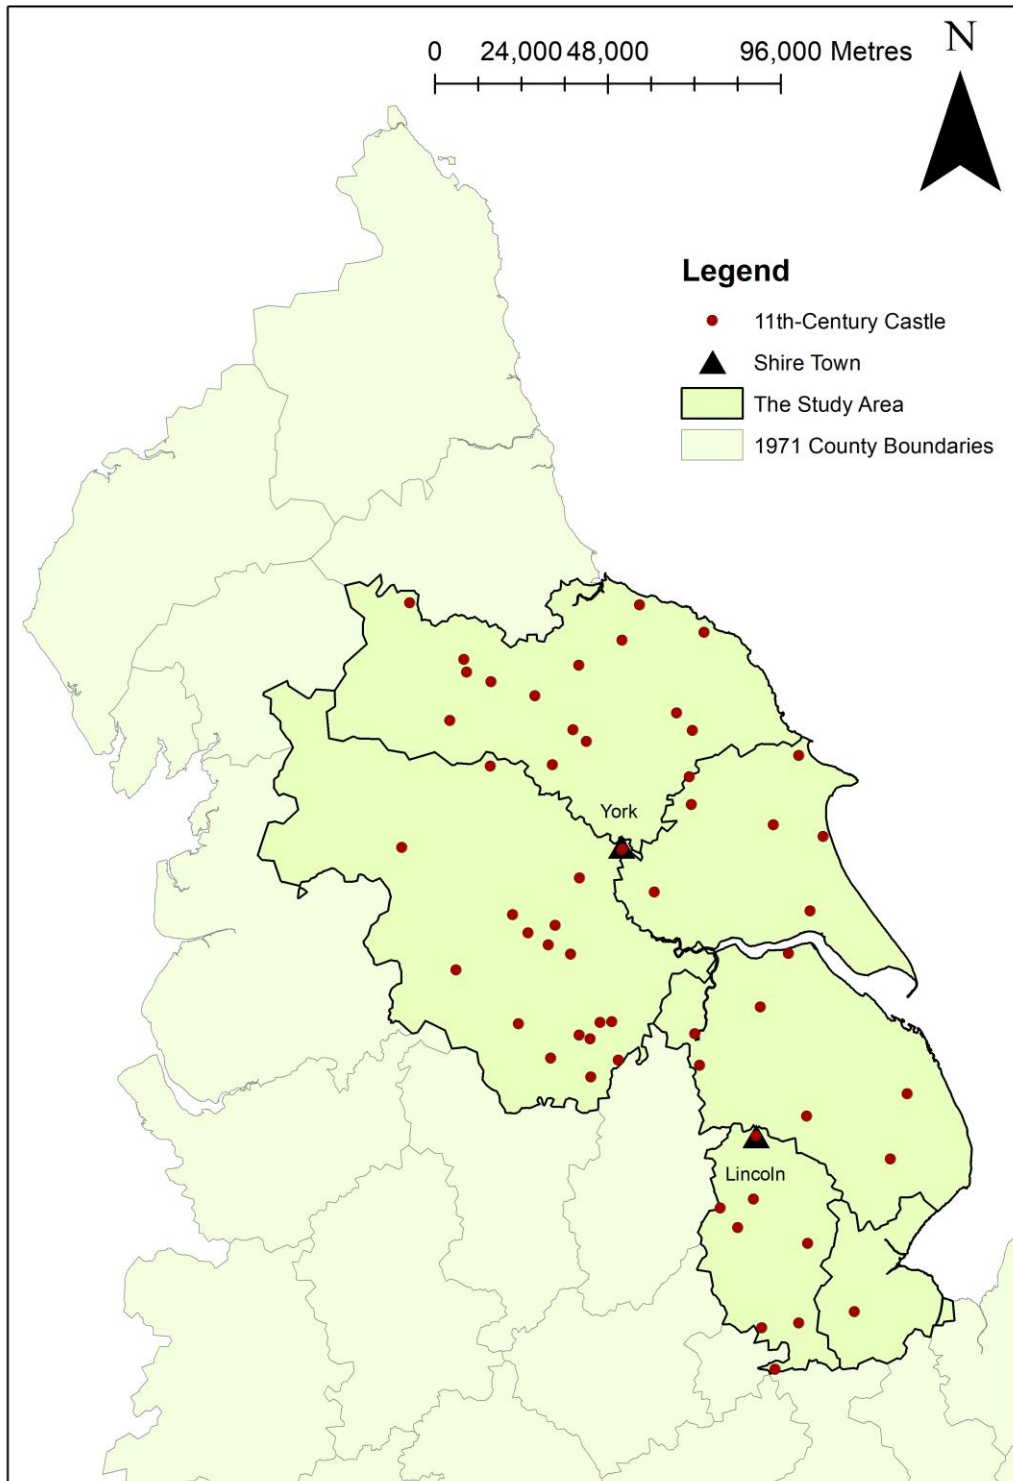 0 24,000 48,000 96,000 Metres
N
Legend
11th-Century Castle
Shire Town
The Study Area
1971 County Boundaries
York
Lincoln